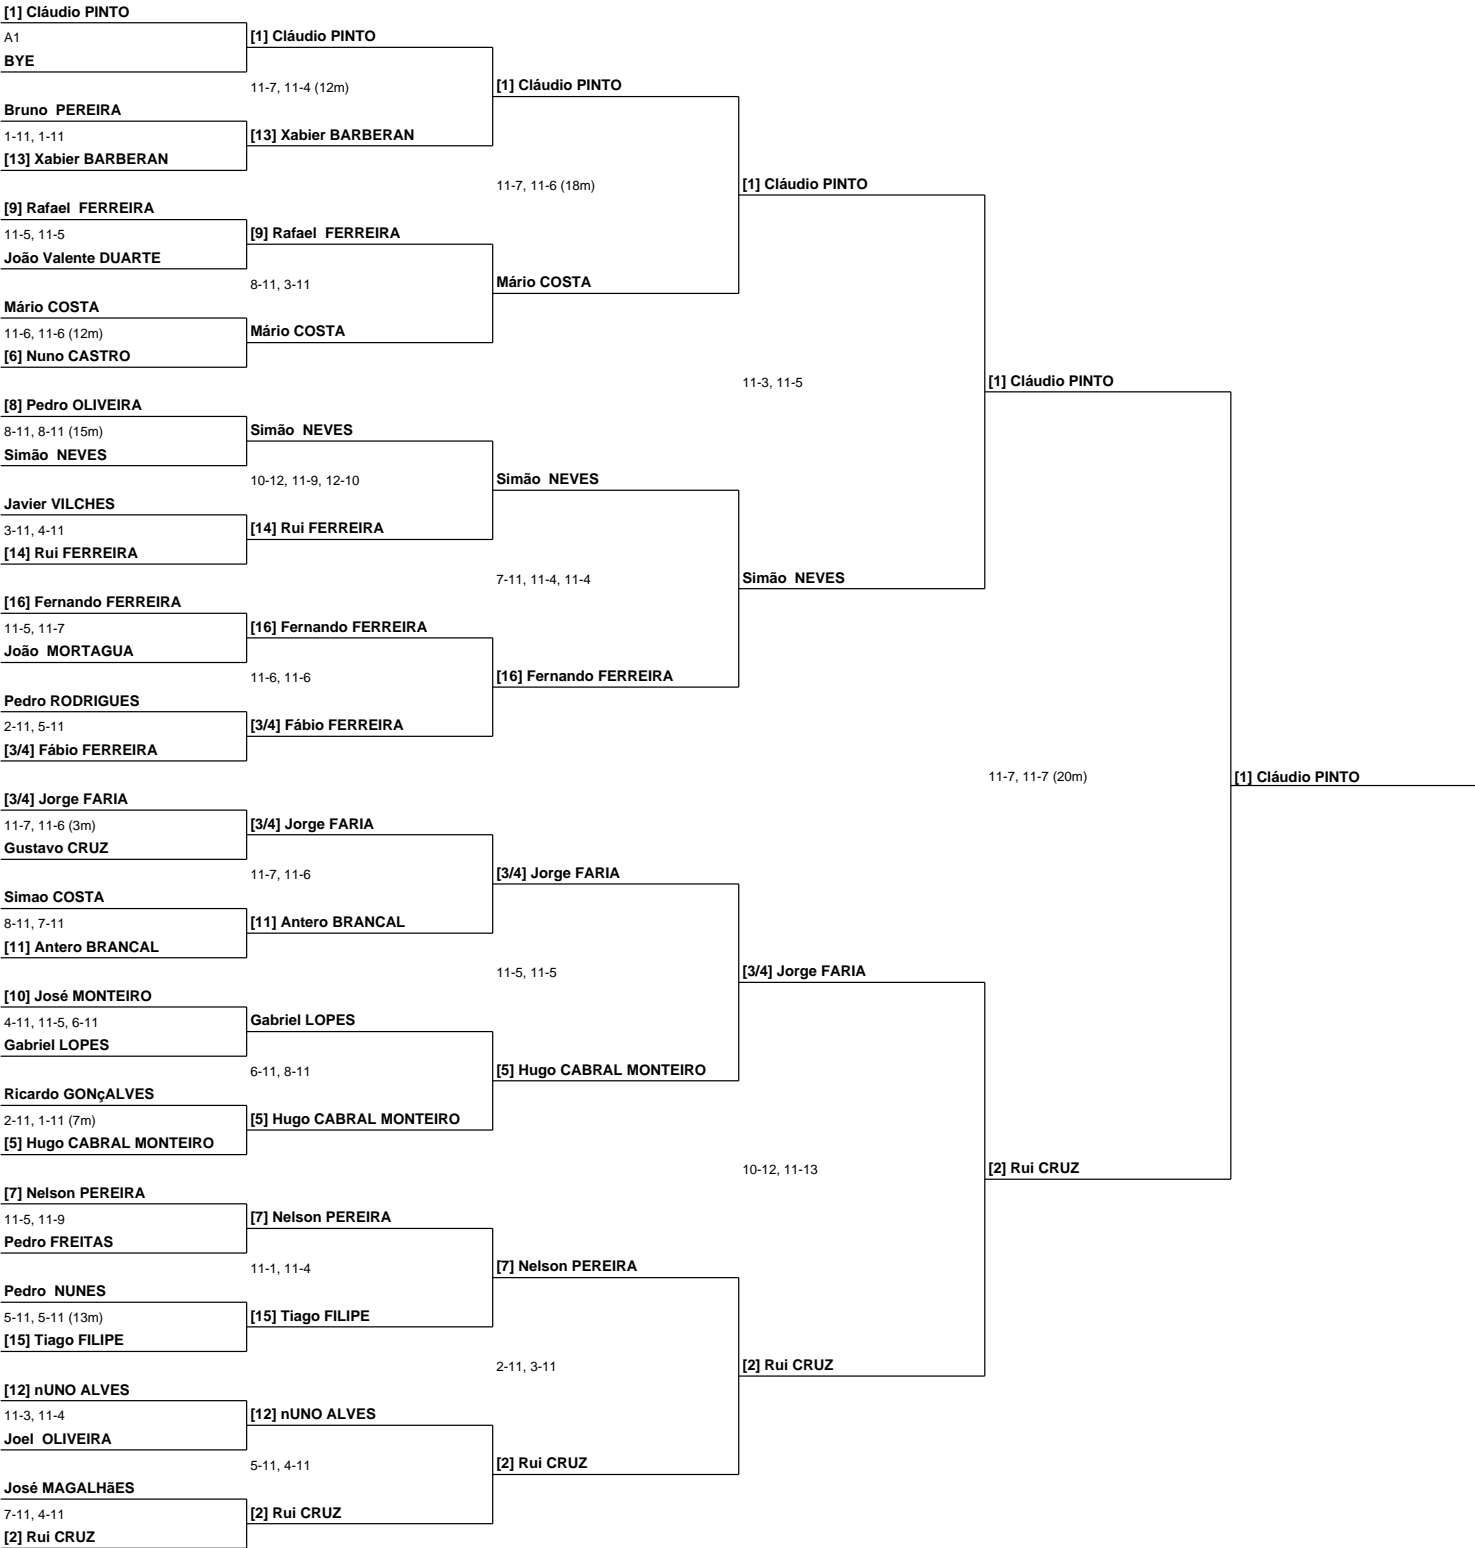 [1] Cláudio PINTO
A1
[1] Cláudio PINTO
BYE
11-7, 11-4 (12m)
[1] Cláudio PINTO
Bruno  PEREIRA
1-11, 1-11
[13] Xabier BARBERAN
[13] Xabier BARBERAN
11-7, 11-6 (18m)
[1] Cláudio PINTO
[9] Rafael  FERREIRA
11-5, 11-5
[9] Rafael  FERREIRA
João Valente DUARTE
8-11, 3-11
Mário COSTA
Mário COSTA
11-6, 11-6 (12m)
Mário COSTA
[6] Nuno CASTRO
11-3, 11-5
[1] Cláudio PINTO
[8] Pedro OLIVEIRA
8-11, 8-11 (15m)
Simão  NEVES
Simão  NEVES
10-12, 11-9, 12-10
Simão  NEVES
Javier VILCHES
3-11, 4-11
[14] Rui FERREIRA
[14] Rui FERREIRA
7-11, 11-4, 11-4
Simão  NEVES
[16] Fernando FERREIRA
11-5, 11-7
[16] Fernando FERREIRA
João  MORTAGUA
11-6, 11-6
[16] Fernando FERREIRA
Pedro RODRIGUES
2-11, 5-11
[3/4] Fábio FERREIRA
[3/4] Fábio FERREIRA
11-7, 11-7 (20m)
[1] Cláudio PINTO
[3/4] Jorge FARIA
11-7, 11-6 (3m)
[3/4] Jorge FARIA
Gustavo CRUZ
11-7, 11-6
[3/4] Jorge FARIA
Simao COSTA
8-11, 7-11
[11] Antero BRANCAL
[11] Antero BRANCAL
11-5, 11-5
[3/4] Jorge FARIA
[10] José MONTEIRO
4-11, 11-5, 6-11
Gabriel LOPES
Gabriel LOPES
6-11, 8-11
[5] Hugo CABRAL MONTEIRO
Ricardo GONçALVES
2-11, 1-11 (7m)
[5] Hugo CABRAL MONTEIRO
[5] Hugo CABRAL MONTEIRO
10-12, 11-13
[2] Rui CRUZ
[7] Nelson PEREIRA
11-5, 11-9
[7] Nelson PEREIRA
Pedro FREITAS
11-1, 11-4
[7] Nelson PEREIRA
Pedro  NUNES
5-11, 5-11 (13m)
[15] Tiago FILIPE
[15] Tiago FILIPE
2-11, 3-11
[2] Rui CRUZ
[12] nUNO ALVES
11-3, 11-4
[12] nUNO ALVES
Joel  OLIVEIRA
5-11, 4-11
[2] Rui CRUZ
José MAGALHãES
7-11, 4-11
[2] Rui CRUZ
[2] Rui CRUZ